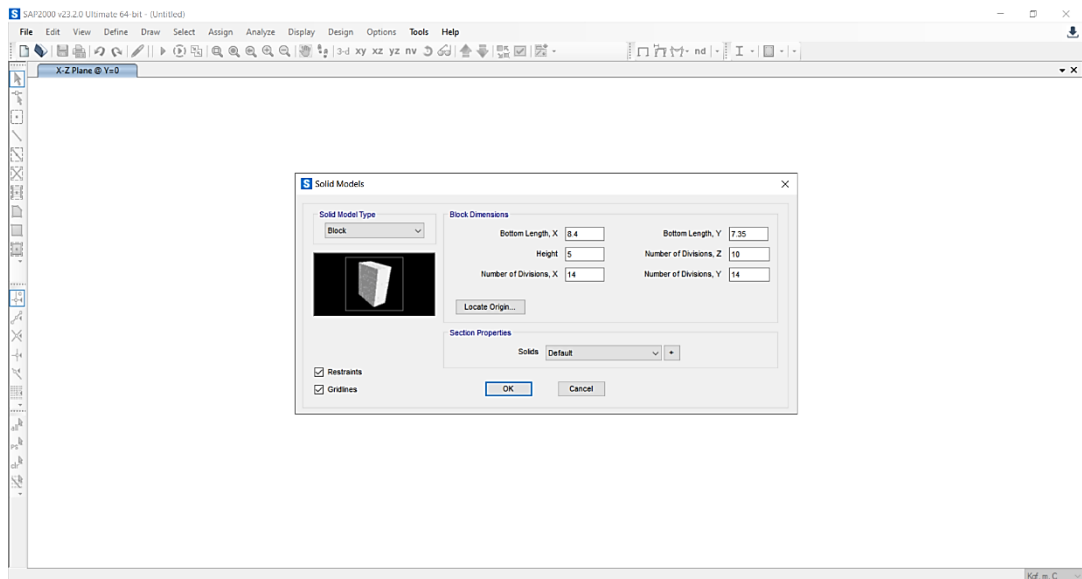 SAP2000 v23.2.0 Ultimate 64-bit - (Untitled)
File Edit View Define Draw Select Assign Analyze Display Design Options Tools Help
3-d xy xz yz nv nd
X-Z Plane @ Y=0
Solid Models
Solid Model Type
Block
Block Dimensions
Bottom Length, X 8.4 Bottom Length, Y 7.35
Height 5 Number of Divisions, Z 10
Number of Divisions, X 14 Number of Divisions, Y 14
Locate Origin...
Section Properties
Solids Default +
Restraints
Gridlines
OK Cancel
all
ps
clr
Kgf, m, C